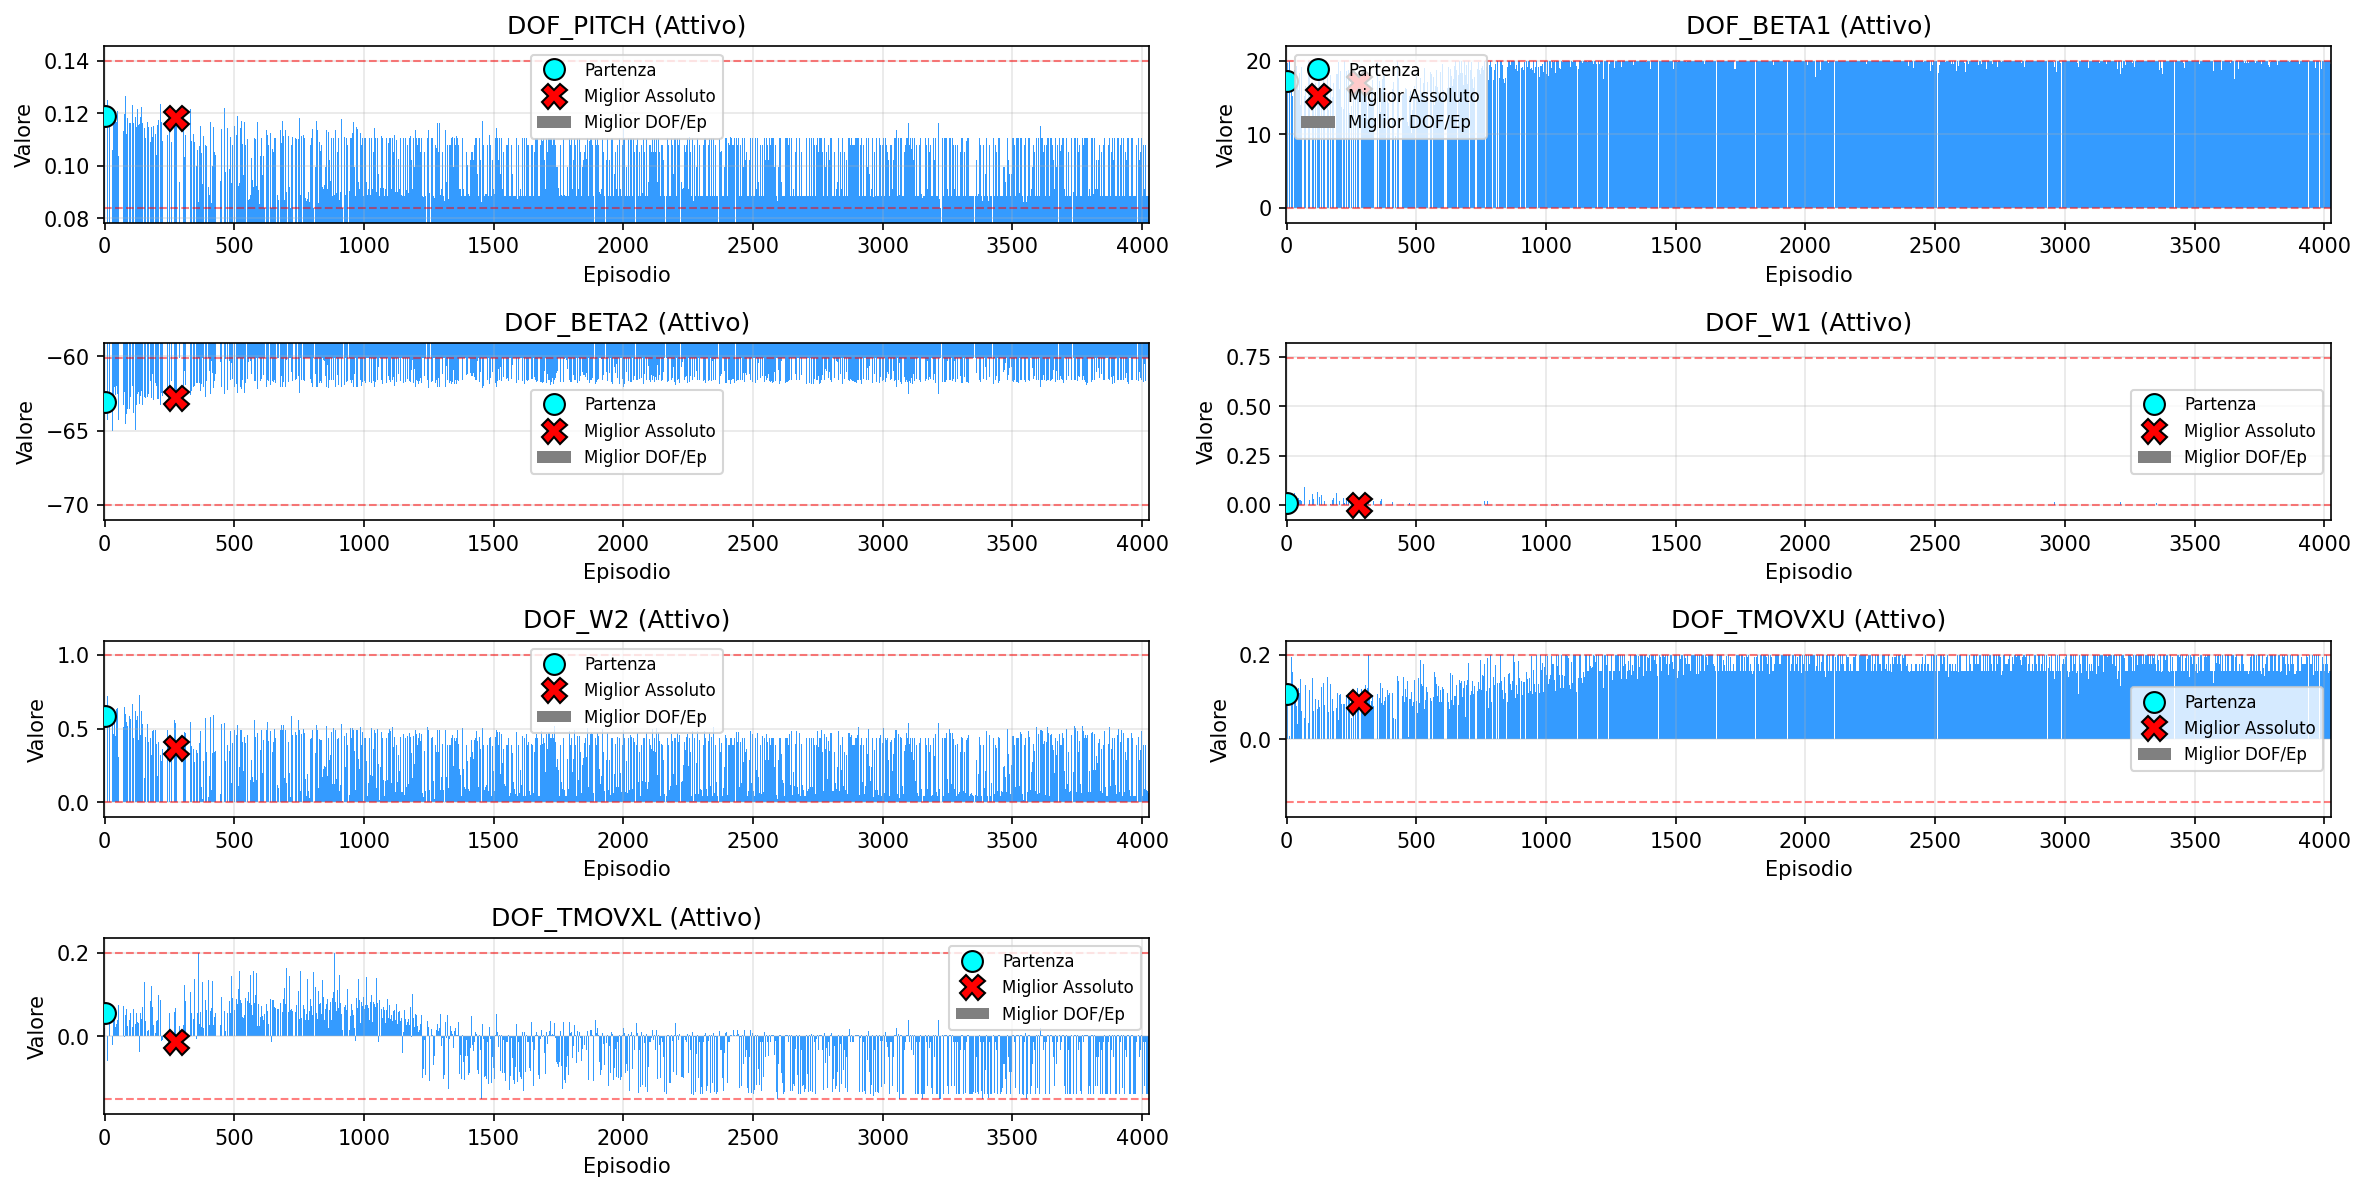 DOF_PITCH (Attivo)
0.14
0.12
0.10
0.08
Valore
Partenza
Miglior Assoluto
Miglior DOF/Ep
0 500 1000 1500 2000 2500 3000 3500 4000
Episodio
DOF_BETA1 (Attivo)
20
10
0
Valore
Partenza
Miglior Assoluto
Miglior DOF/Ep
0 500 1000 1500 2000 2500 3000 3500 4000
Episodio
DOF_BETA2 (Attivo)
−60
−65
−70
Valore
Partenza
Miglior Assoluto
Miglior DOF/Ep
0 500 1000 1500 2000 2500 3000 3500 4000
Episodio
DOF_W1 (Attivo)
0.75
0.50
0.25
0.00
Valore
Partenza
Miglior Assoluto
Miglior DOF/Ep
0 500 1000 1500 2000 2500 3000 3500 4000
Episodio
DOF_W2 (Attivo)
1.0
0.5
0.0
Valore
Partenza
Miglior Assoluto
Miglior DOF/Ep
0 500 1000 1500 2000 2500 3000 3500 4000
Episodio
DOF_TMOVXU (Attivo)
0.2
0.0
Valore
Partenza
Miglior Assoluto
Miglior DOF/Ep
0 500 1000 1500 2000 2500 3000 3500 4000
Episodio
DOF_TMOVXL (Attivo)
0.2
0.0
Valore
Partenza
Miglior Assoluto
Miglior DOF/Ep
0 500 1000 1500 2000 2500 3000 3500 4000
Episodio